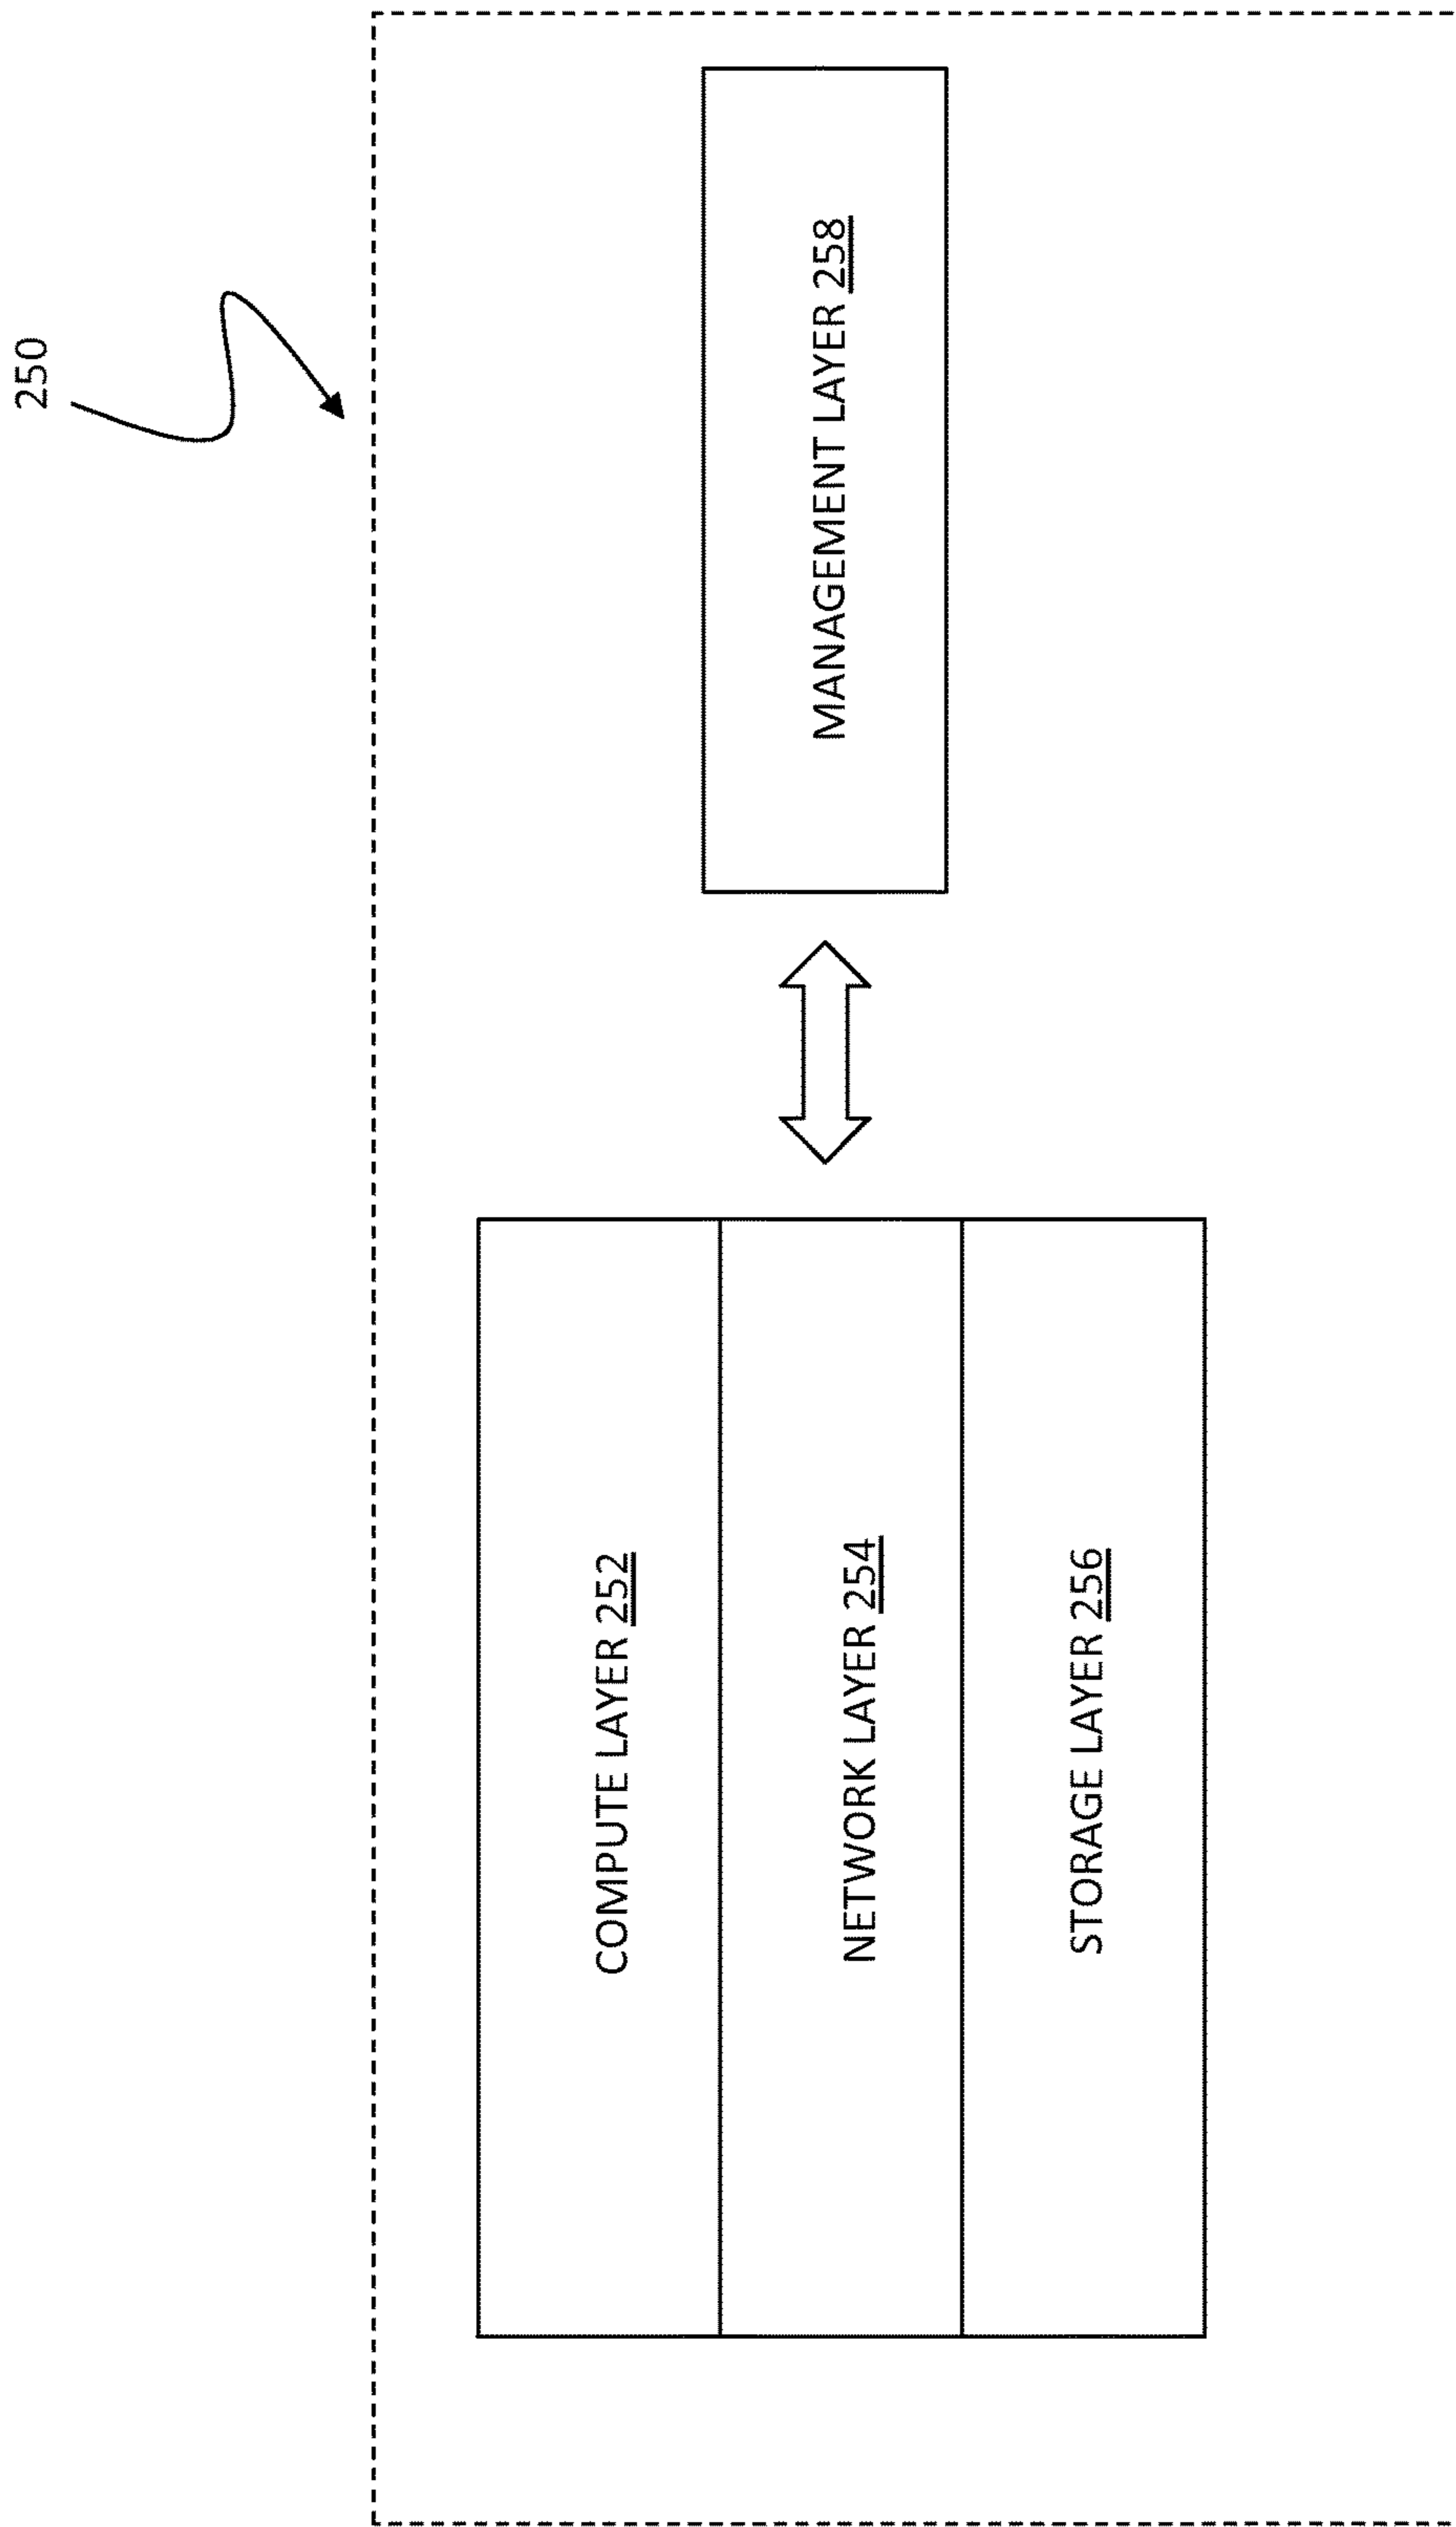 250
COMPUTE LAYER 252
NETWORK LAYER 254
STORAGE LAYER 256
MANAGEMENT LAYER 258